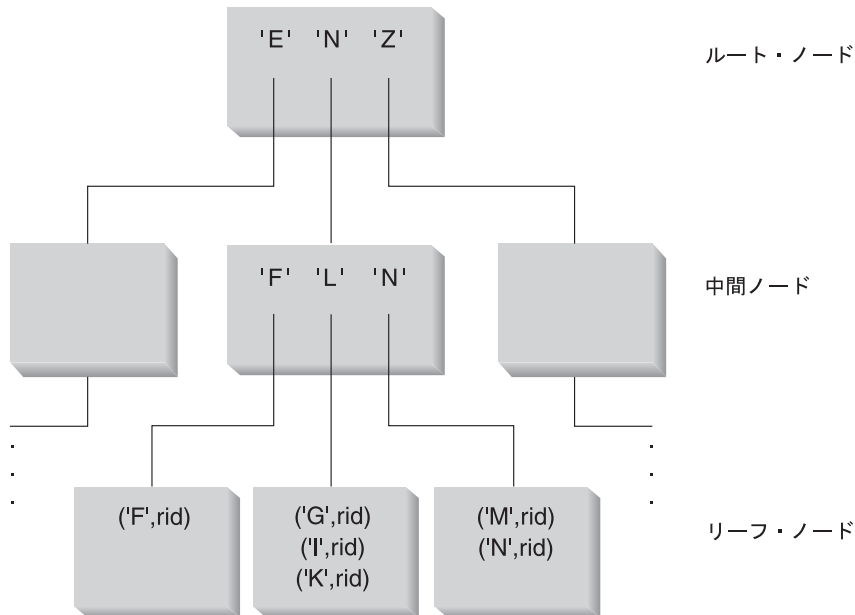 'E' 'N' 'Z'
ルート・ノード
'F' 'L' 'N'
中間ノード
('F',rid)
('G',rid)
('I',rid)
('K',rid)
('M',rid)
('N',rid)
リーフ・ノード